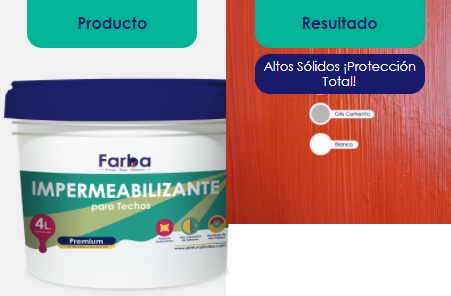 Producto
Resultado
Altos Sólidos ¡Protección
Total!
Gris Cemento
Blanco
Farba
IMPERMEABILIZANTE
para Techos
4L.
Premium